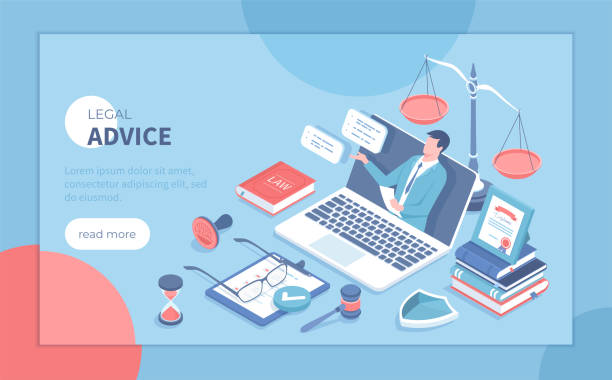 LEGAL
ADVICE
Lorem ipsum dolor sit amet,
consectetur adipiscing elit, sed
do eiusmod.
read more
LAW